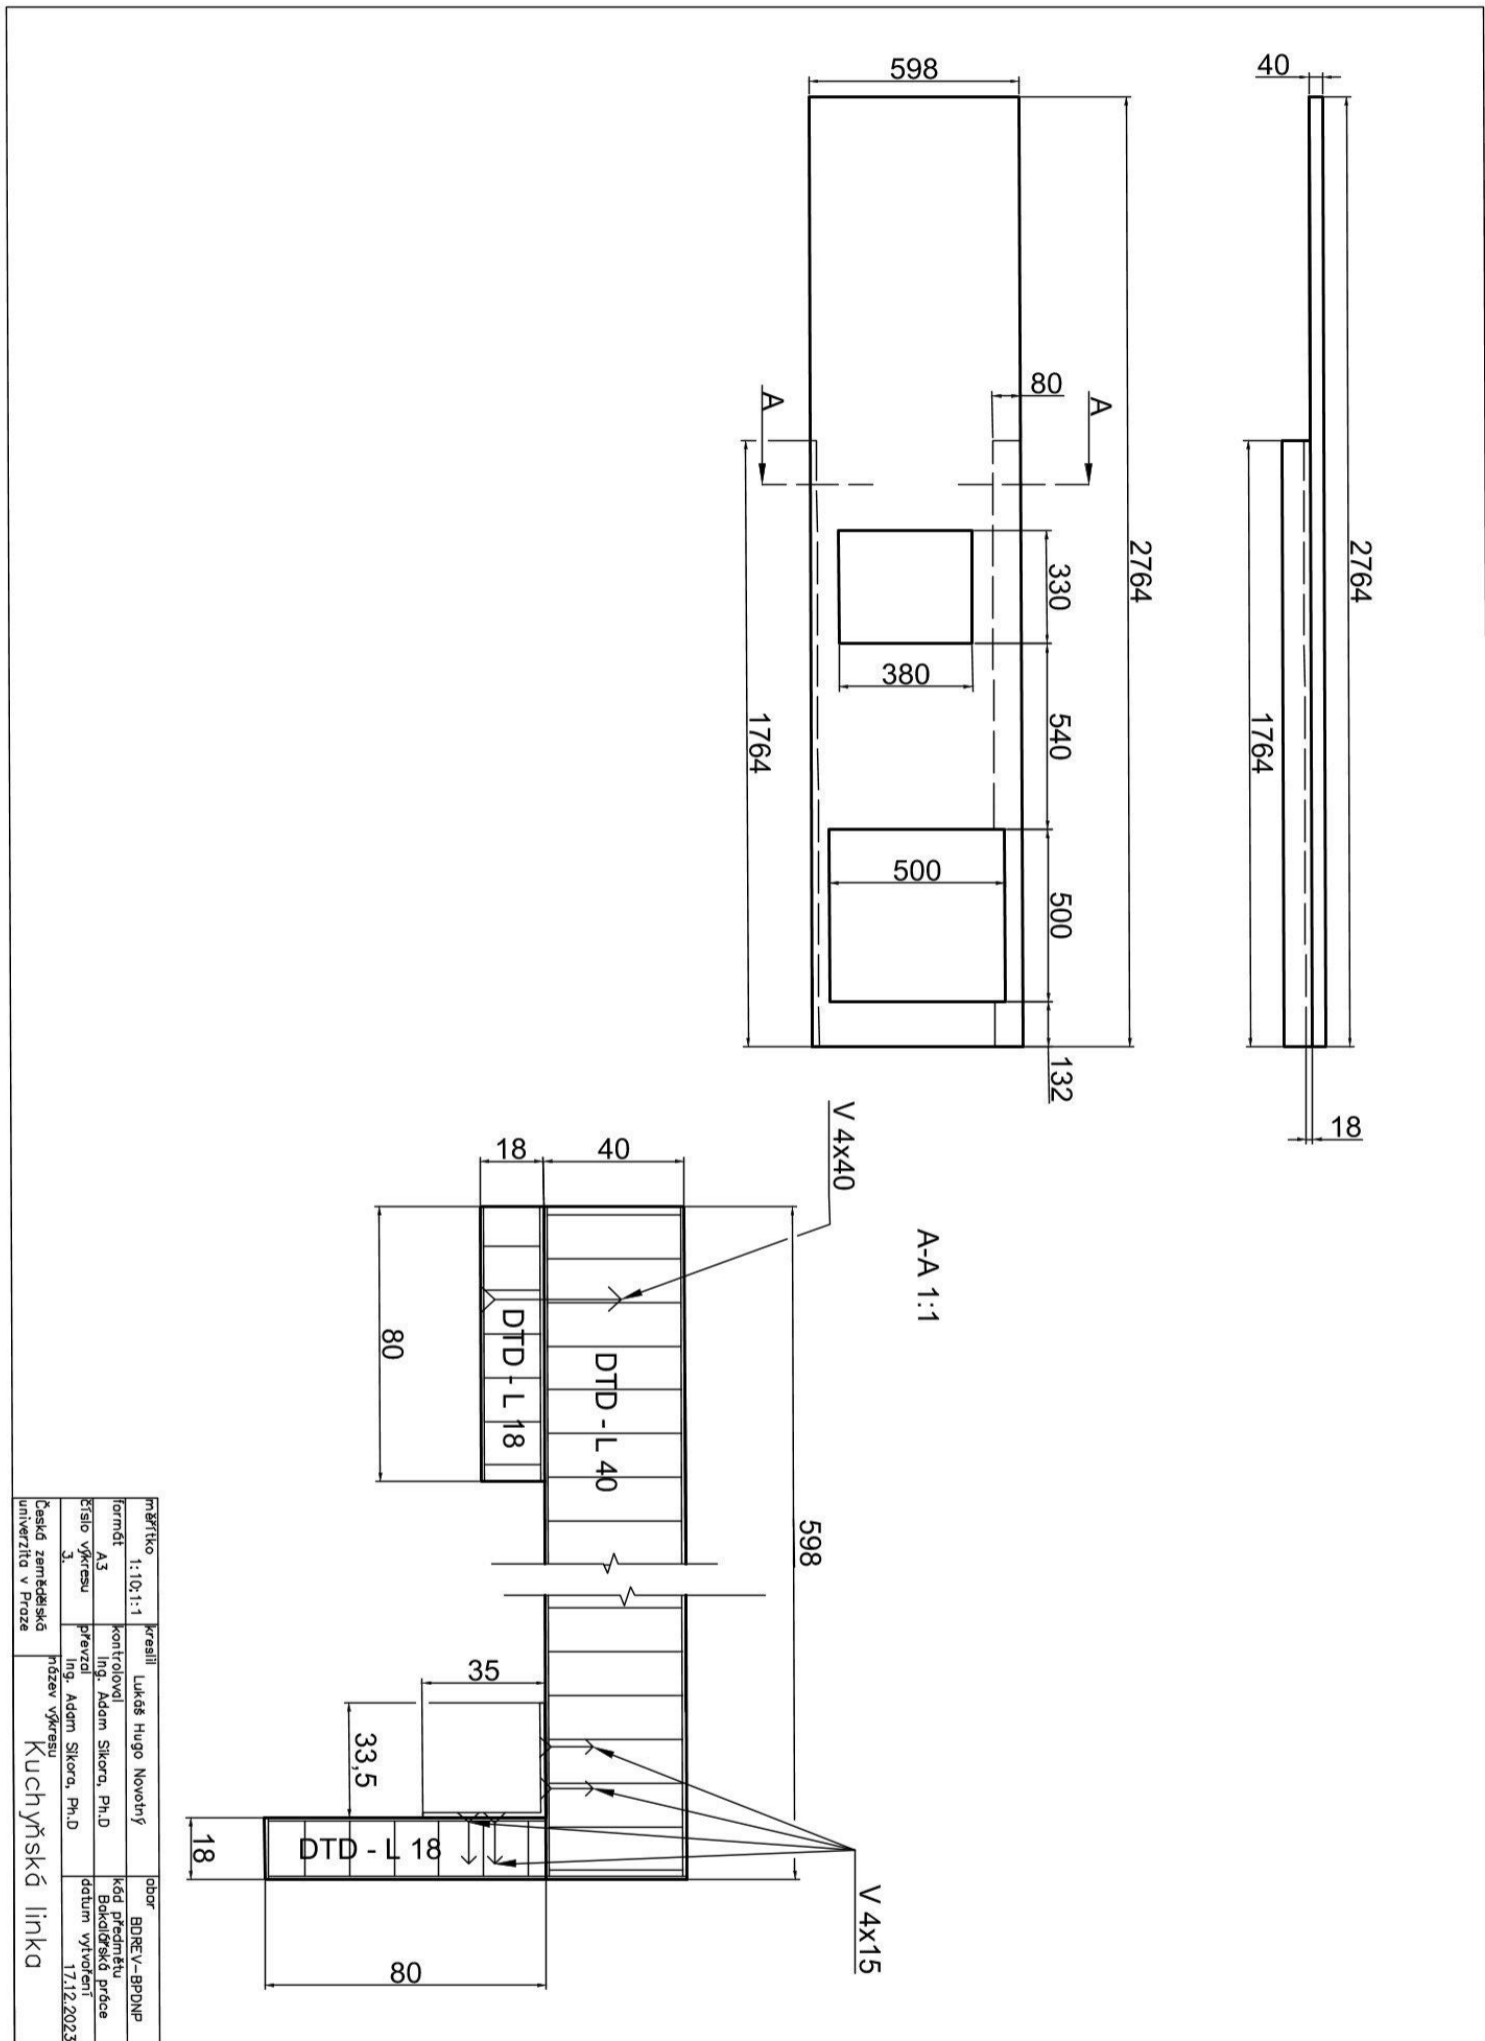 598
40
2764
2764
80
A
A
330
380
540
1764
1764
500
500
132
18
V 4x40
A-A 1:1
18
40
80
DTD - L 18
DTD - L 40
598
35
33,5
18
DTD - L 18
80
V 4x15
měřítko
1:10;1:1
kreslil
Lukáš Hugo Novotný
obor
BDREV-BPDNP
formát
A3
kontroloval
Ing. Adam Sikora, Ph.D
kód předmětu
Bakalářská práce
číslo výkresu
3.
převzal
Ing. Adam Sikora, Ph.D
datum vytvoření
17.12.2023
Česká zemědělská
univerzita v Praze
název výkresu
Kuchyňská linka